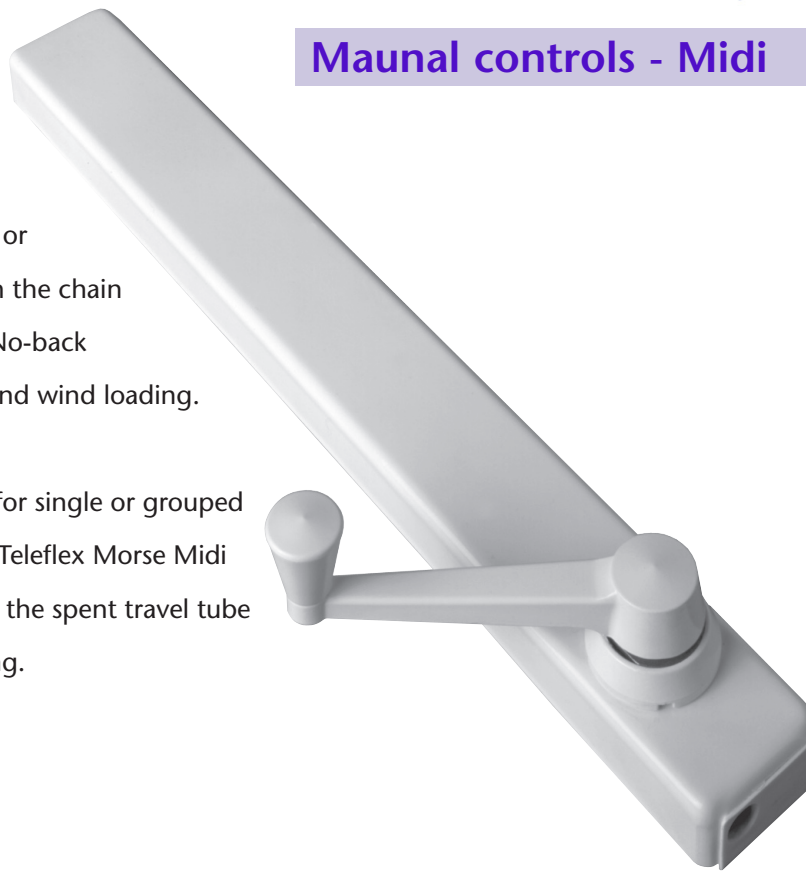 Maunal controls - Midi
or
the chain
No-back
nd wind loading.
for single or grouped
Teleflex Morse Midi
the spent travel tube
g.